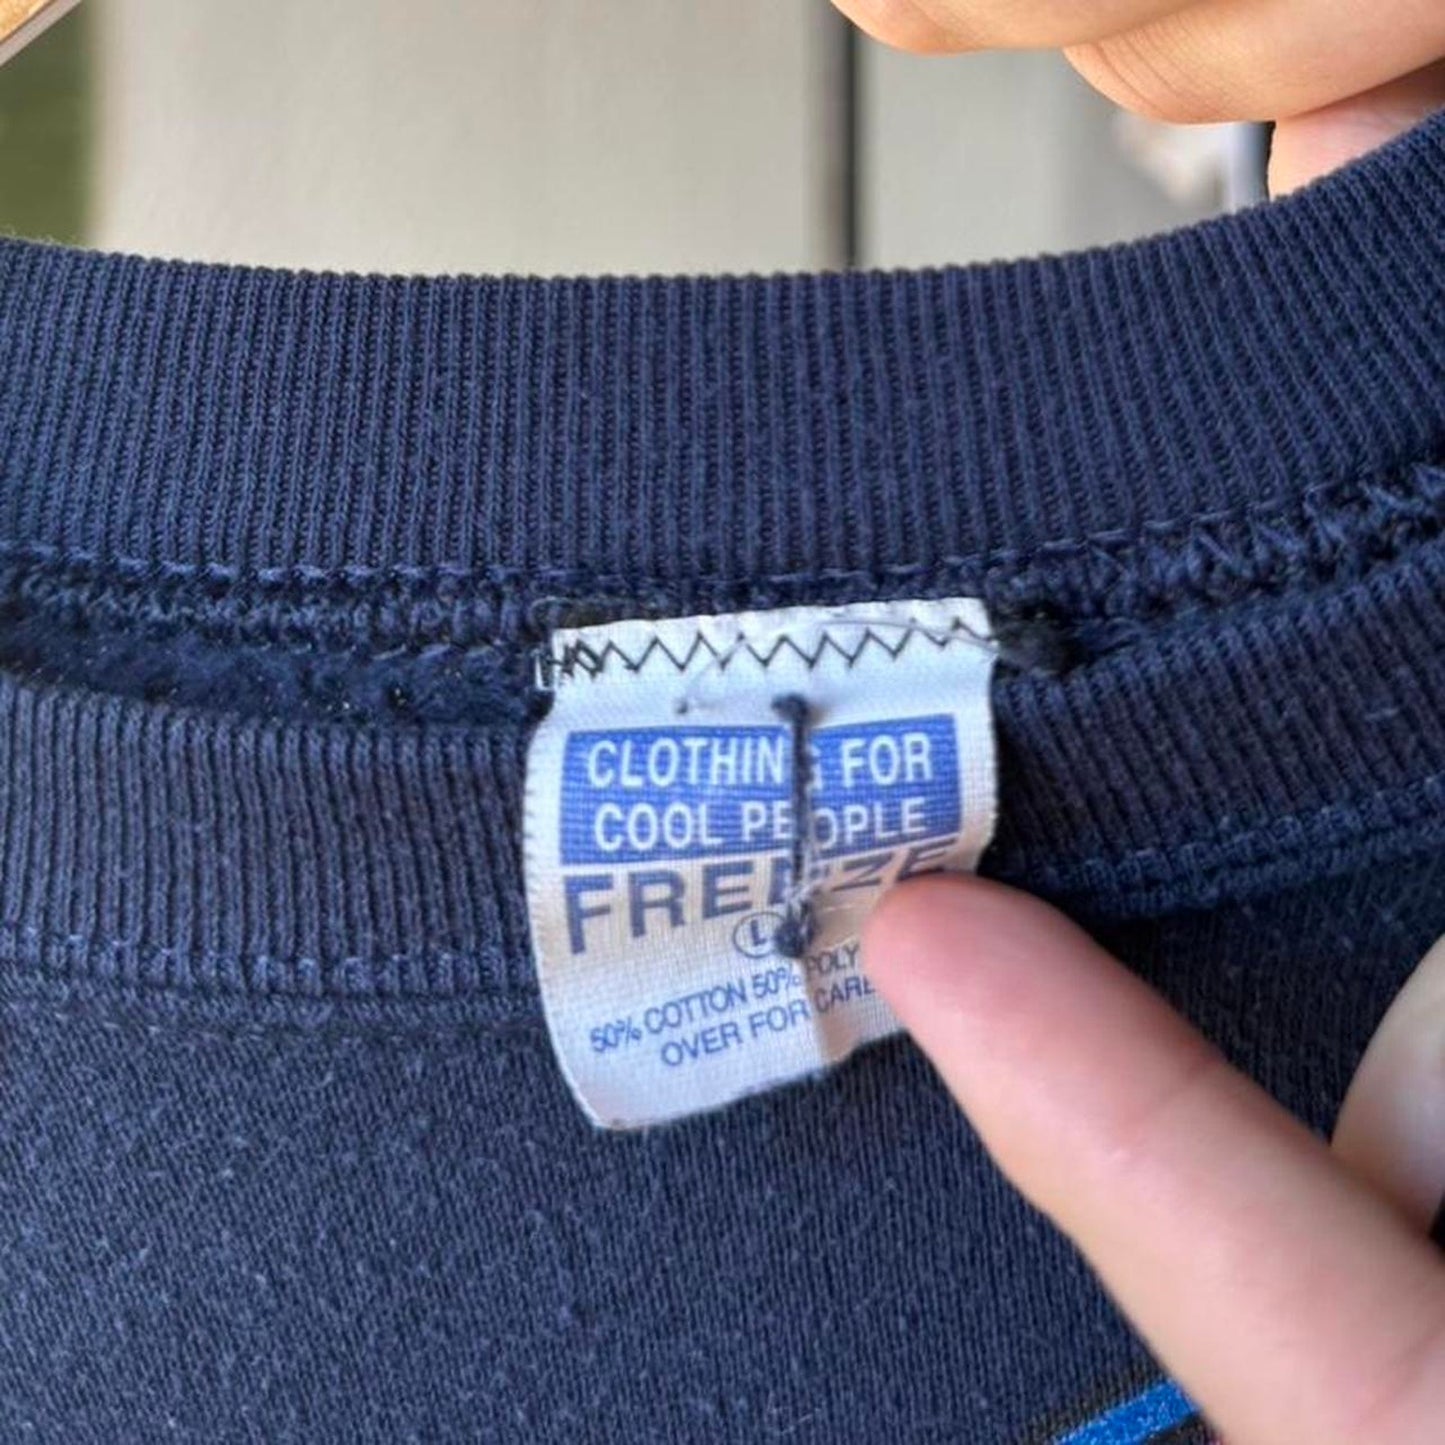 CLOTHING FOR
COOL PEOPLE
FREEZE
L
50% COTTON 50% POLY
OVER FOR CARE